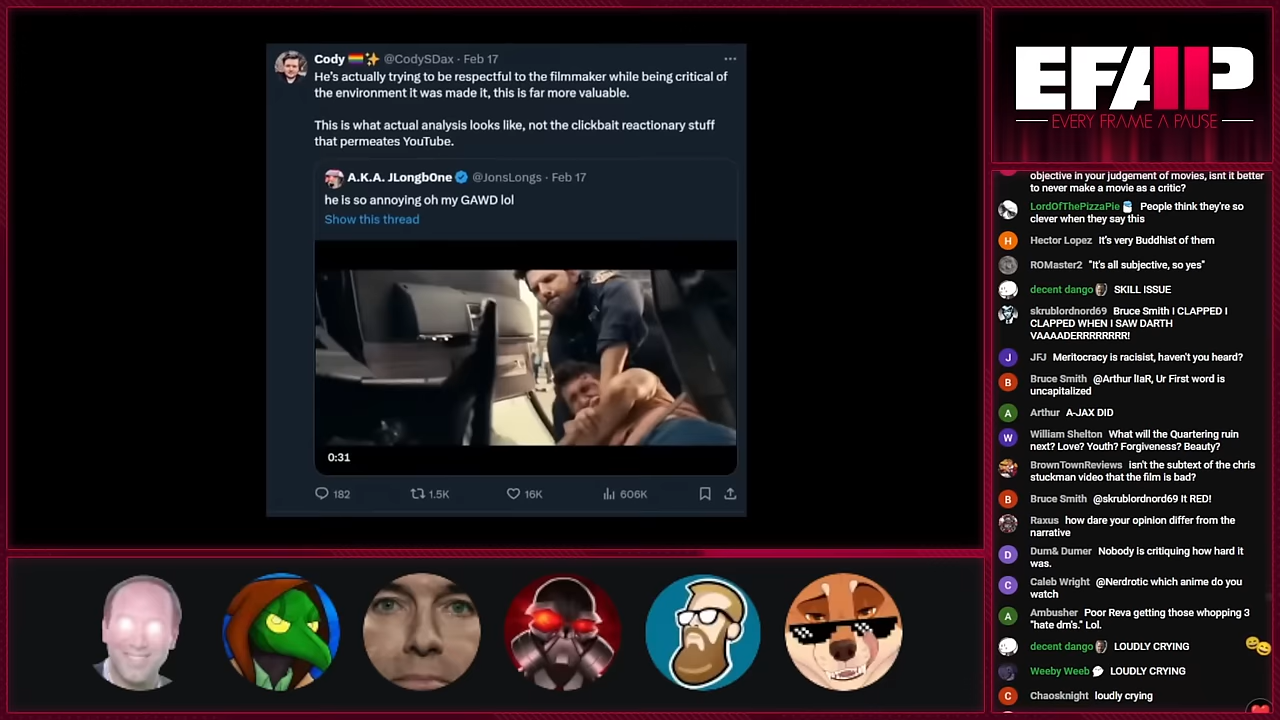 Cody 🏳️‍🌈✨ @CodySDax · Feb 17
He's actually trying to be respectful to the filmmaker while being critical of
the environment it was made it, this is far more valuable.
This is what actual analysis looks like, not the clickbait reactionary stuff
that permeates YouTube.
A.K.A. JLongbOne @JonsLongs · Feb 17
he is so annoying oh my GAWD lol
Show this thread
0:31
182 1.5K 16K 606K
EFAP
EVERY FRAME A PAUSE
objective in your judgement of movies, isnt it better
to never make a movie as a critic?
LordOfThePizzaPie People think they're so
clever when they say this
H
Hector Lopez It's very Buddhist of them
ROMaster2 "It's all subjective, so yes"
decent dango SKILL ISSUE
skrublordnord69 Bruce Smith I CLAPPED I
CLAPPED WHEN I SAW DARTH
VAAAADERRRRRRRR!
J
JFJ Meritocracy is racisist, haven't you heard?
B
Bruce Smith @Arthur lIaR, Ur First word is
uncapitalized
A
Arthur A-JAX DID
W
William Shelton What will the Quartering ruin
next? Love? Youth? Forgiveness? Beauty?
BrownTownReviews isn't the subtext of the chris
stuckman video that the film is bad?
B
Bruce Smith @skrublordnord69 It RED!
Raxus how dare your opinion differ from the
narrative
D
Dum& Dumer Nobody is critiquing how hard it
was.
C
Caleb Wright @Nerdrotic which anime do you
watch
A
Ambusher Poor Reva getting those whopping 3
"hate dm's." Lol.
decent dango LOUDLY CRYING
Weeby Weeb LOUDLY CRYING
C
Chaosknight loudly crying